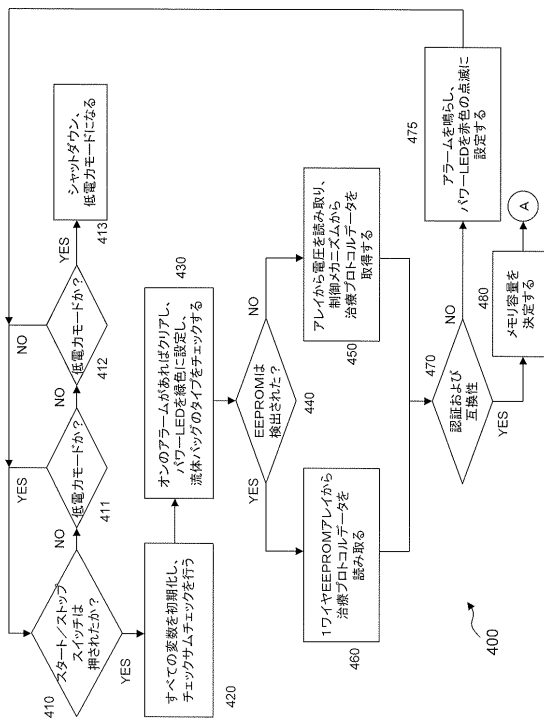 スタート／ストップ
スイッチは
押されたか？
410
YES
NO
低電力モードか？
411
YES
NO
低電力モードか？
412
NO
YES
シャットダウン、
低電力モードになる
413
すべての変数を初期化し、
チェックサムチェックを行う
420
オンのアラームがあればクリアし、
パワーLEDを緑色に設定し、
流体バッグのタイプをチェックする
430
EEPROMは
検出された？
440
YES
NO
1ワイヤEEPROMアレイから
治療プロトコルデータを
読み取る
460
アレイから電圧を読み取り、
制御メカニズムから
治療プロトコルデータを
取得する
450
認証および
互換性
470
NO
YES
アラームを鳴らし、
パワーLEDを赤色の点滅に
設定する
475
メモリ容量を
決定する
480
A
400